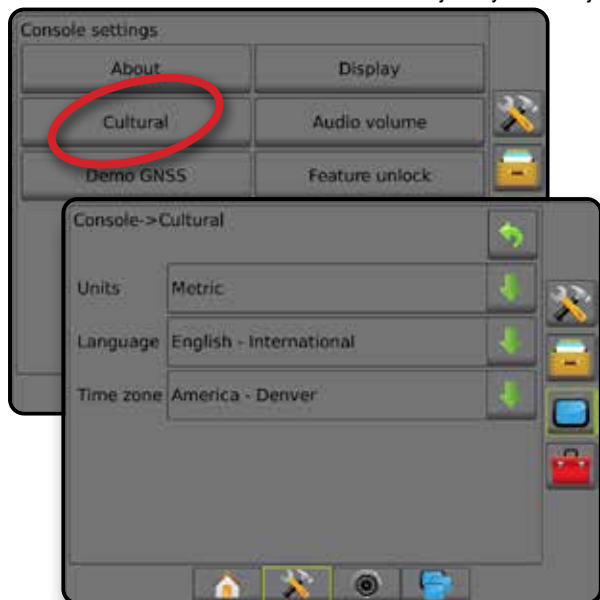 Console settings
About Display
Cultural Audio volume
Demo GNSS Feature unlock
Console->Cultural
Units Metric
Language English - International
Time zone America - Denver